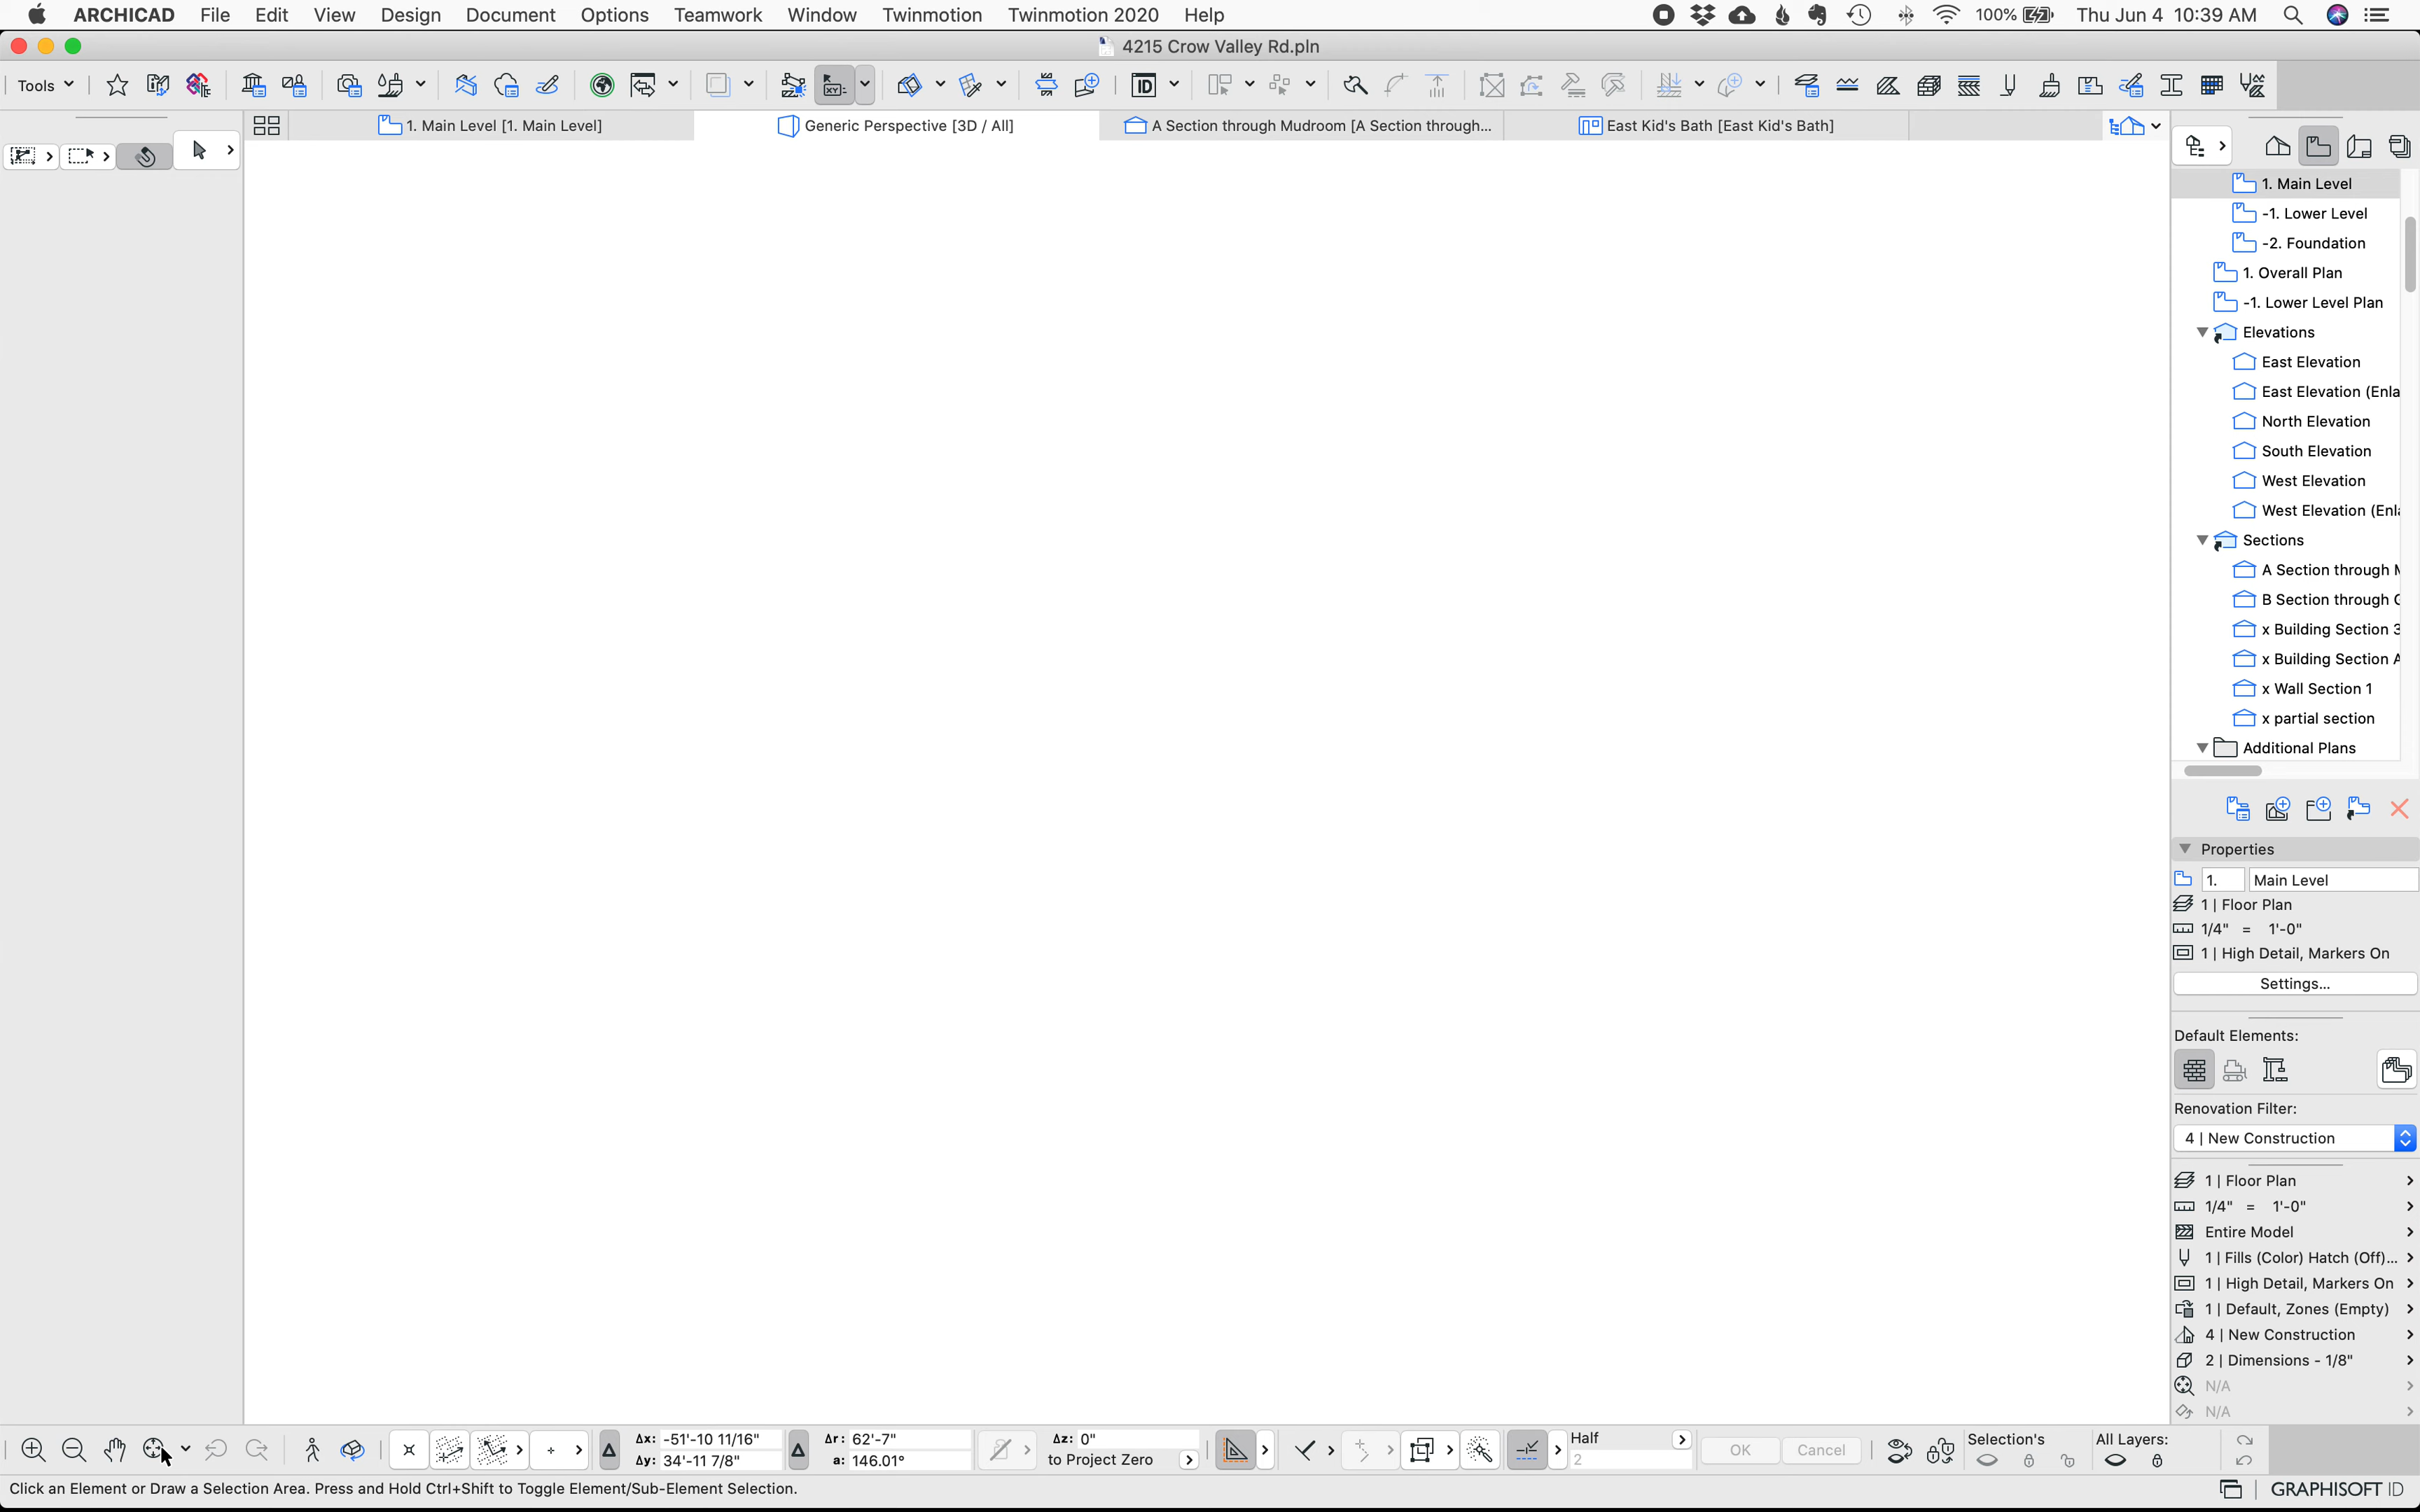 ARCHICAD File Edit View Design Document Options Teamwork Window Twinmotion Twinmotion 2020 Help 100% Thu Jun 4 10:39 AM
4215 Crow Valley Rd.pln
Tools
1. Main Level [1. Main Level]
Generic Perspective [3D / All]
A Section through Mudroom [A Section through...
East Kid's Bath [East Kid's Bath]
1. Main Level
-1. Lower Level
-2. Foundation
1. Overall Plan
-1. Lower Level Plan
Elevations
East Elevation
East Elevation (Enla
North Elevation
South Elevation
West Elevation
West Elevation (Enla
Sections
A Section through M
B Section through G
x Building Section 3
x Building Section A
x Wall Section 1
x partial section
Additional Plans
Properties
1. Main Level
1 | Floor Plan
1/4" = 1'-0"
1 | High Detail, Markers On
Settings...
Default Elements:
Renovation Filter:
4 | New Construction
1 | Floor Plan
1/4" = 1'-0"
Entire Model
1 | Fills (Color) Hatch (Off)...
1 | High Detail, Markers On
1 | Default, Zones (Empty)
4 | New Construction
2 | Dimensions - 1/8"
N/A
N/A
Δx: -51'-10 11/16"
Δy: 34'-11 7/8"
Δr: 62'-7"
a: 146.01°
Δz: 0"
to Project Zero
Half
2
OK
Cancel
Selection's
All Layers:
Click an Element or Draw a Selection Area. Press and Hold Ctrl+Shift to Toggle Element/Sub-Element Selection.
GRAPHISOFT ID